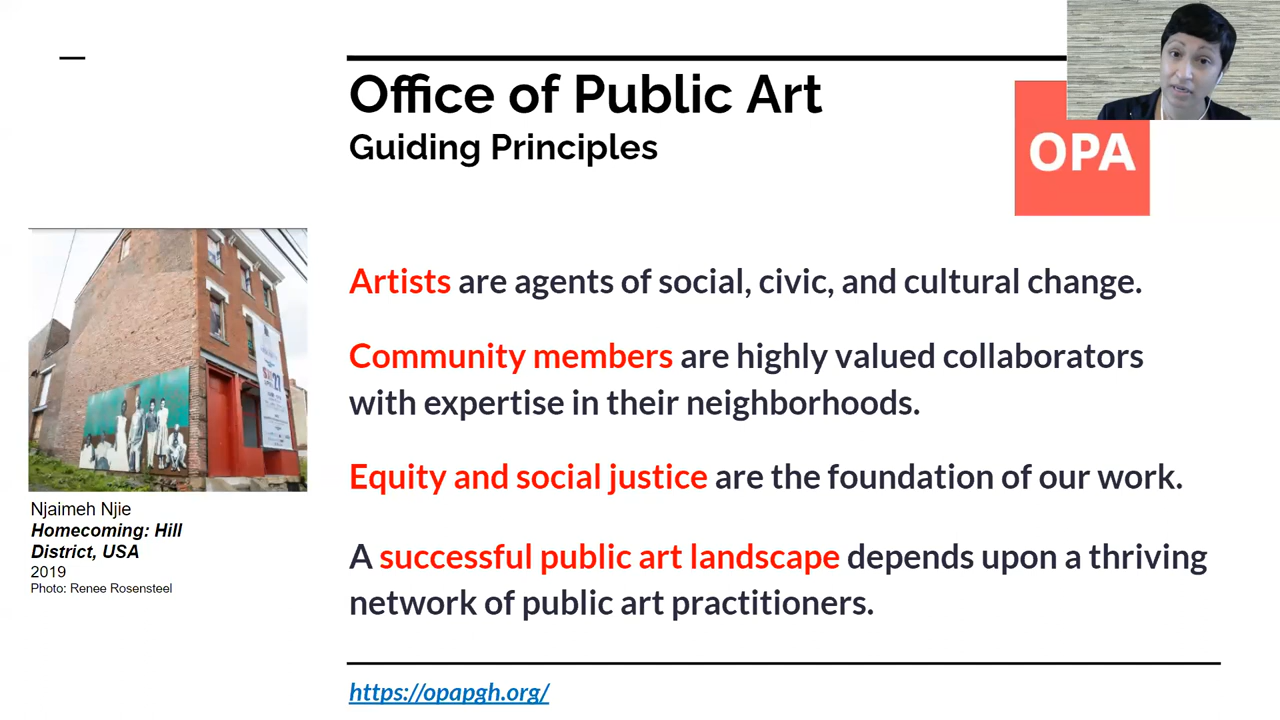 Office of Public Art
Guiding Principles
OPA
Artists are agents of social, civic, and cultural change.
Community members are highly valued collaborators
with expertise in their neighborhoods.
Equity and social justice are the foundation of our work.
A successful public art landscape depends upon a thriving
network of public art practitioners.
Njaimeh Njie
Homecoming: Hill
District, USA
2019
Photo: Renee Rosensteel
https://opapgh.org/